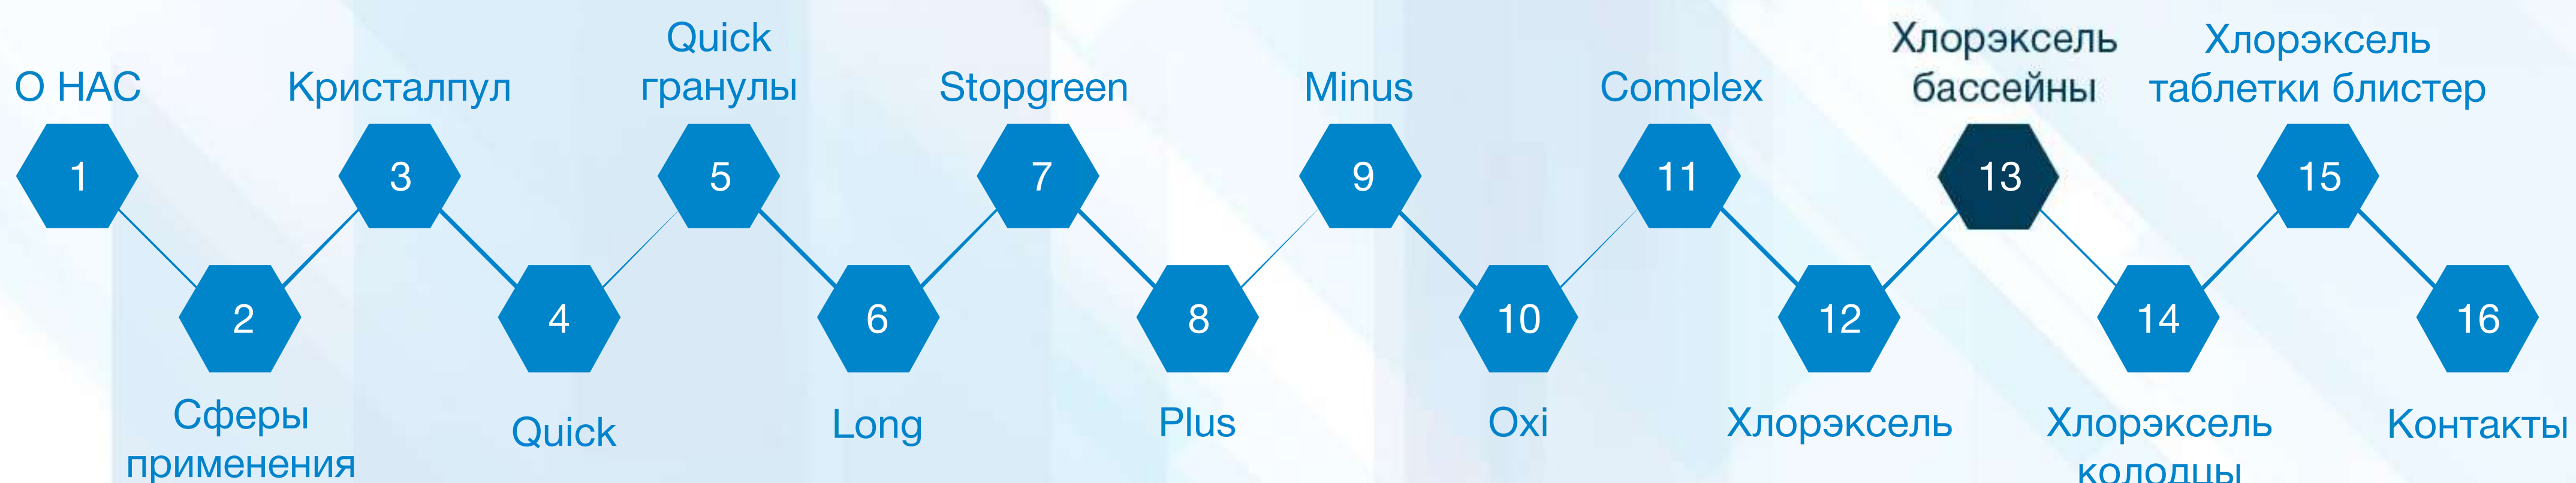 О НАС
1
Сферы
применения
2
Кристалпул
3
Quick
4
Quick
гранулы
5
Long
6
Stopgreen
7
Plus
8
Minus
9
Oxi
10
Complex
11
Хлорэксель
12
Хлорэксель
бассейны
13
Хлорэксель
колодцы
14
Хлорэксель
таблетки блистер
15
Контакты
16